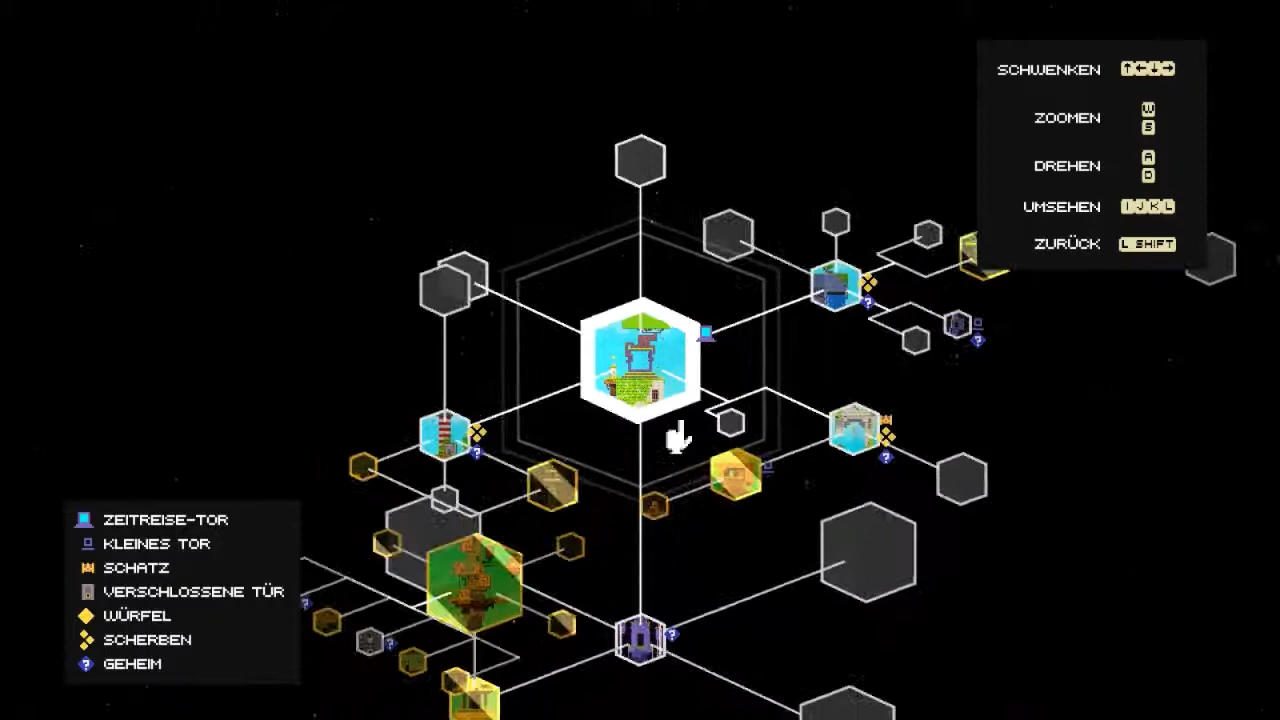 SCHWENKEN ↑←↓→
ZOOMEN W S
DREHEN A D
UMSEHEN I J K L
ZURÜCK L SHIFT
ZEITREISE-TOR
KLEINES TOR
SCHATZ
VERSCHLOSSENE TÜR
WÜRFEL
SCHERBEN
GEHEIM